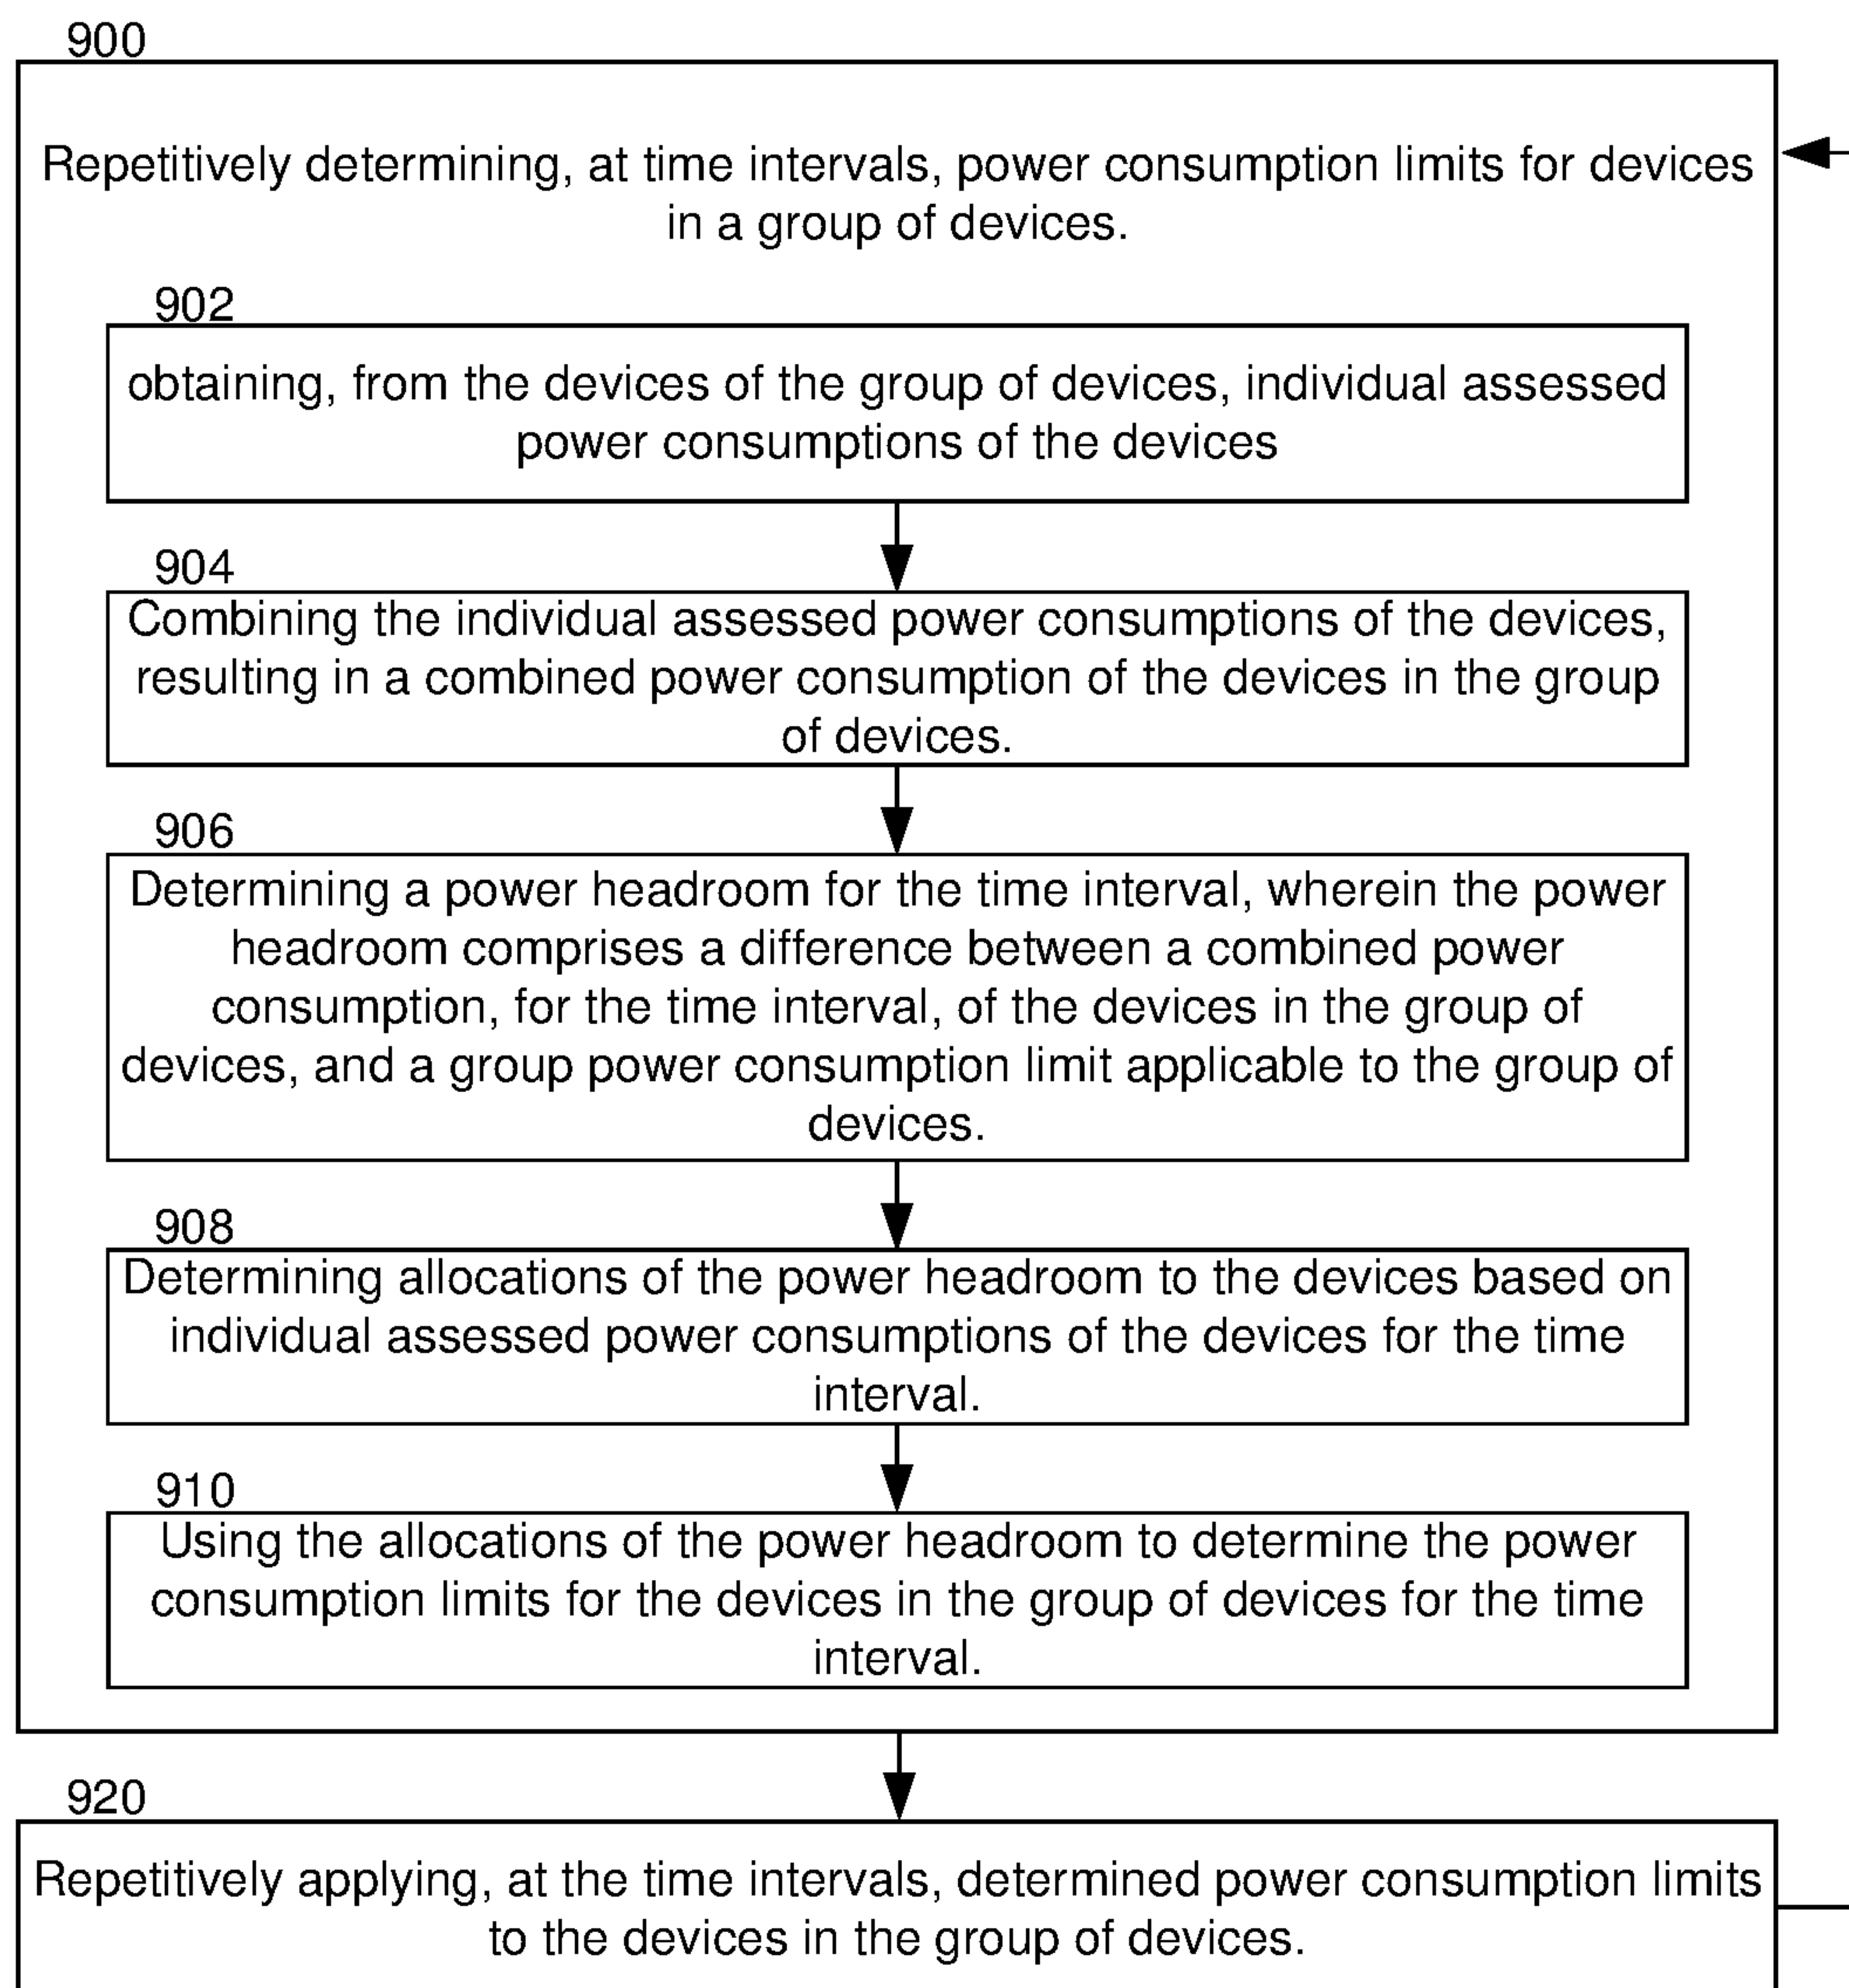 900
Repetitively determining, at time intervals, power consumption limits for devices
in a group of devices.
902
obtaining, from the devices of the group of devices, individual assessed
power consumptions of the devices
904
Combining the individual assessed power consumptions of the devices,
resulting in a combined power consumption of the devices in the group
of devices.
906
Determining a power headroom for the time interval, wherein the power
headroom comprises a difference between a combined power
consumption, for the time interval, of the devices in the group of
devices, and a group power consumption limit applicable to the group of
devices.
908
Determining allocations of the power headroom to the devices based on
individual assessed power consumptions of the devices for the time
interval.
910
Using the allocations of the power headroom to determine the power
consumption limits for the devices in the group of devices for the time
interval.
920
Repetitively applying, at the time intervals, determined power consumption limits
to the devices in the group of devices.